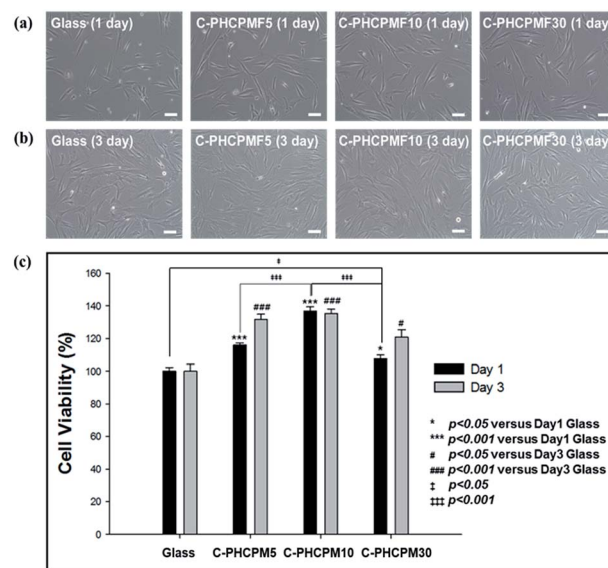 (a)
Glass (1 day)
C-PHCPMF5 (1 day)
C-PHCPMF10 (1 day)
C-PHCPMF30 (1 day)
(b)
Glass (3 day)
C-PHCPMF5 (3 day)
C-PHCPMF10 (3 day)
C-PHCPMF30 (3 day)
(c)
‡
‡‡‡ ‡‡‡
### *** ###
*** #
*
Cell Viability (%)
160
140
120
100
80
60
40
20
0
Glass C-PHCPM5 C-PHCPM10 C-PHCPM30
Day 1
Day 3
* p<0.05 versus Day1 Glass
*** p<0.001 versus Day1 Glass
# p<0.05 versus Day3 Glass
### p<0.001 versus Day3 Glass
‡ p<0.05
‡‡‡ p<0.001